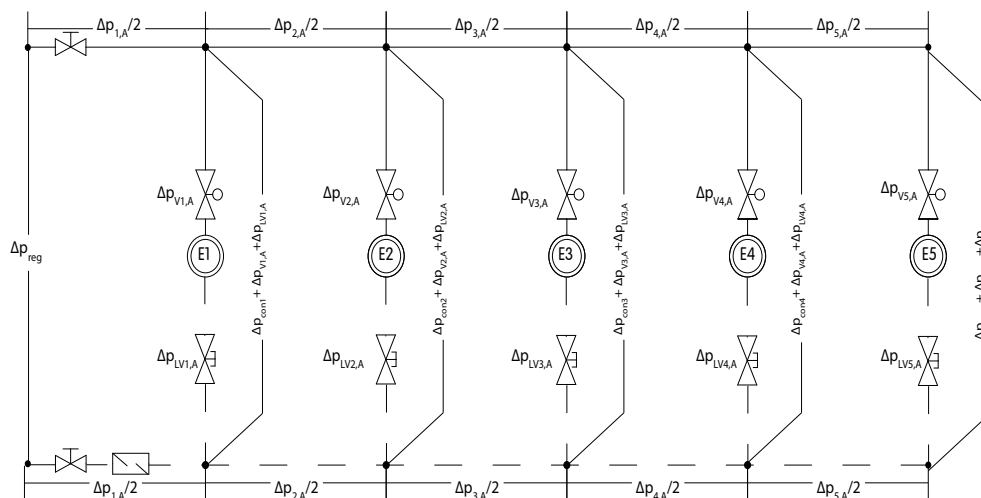 Δp1,A/2 Δp2,A/2 Δp3,A/2 Δp4,A/2 Δp5,A/2
ΔpV1,A ΔpV2,A ΔpV3,A ΔpV4,A ΔpV5,A
Δpreg E1 E2 E3 E4 E5
Δpcon1 + ΔpV1,A + ΔpLV1,A
Δpcon2 + ΔpV2,A + ΔpLV2,A
Δpcon3 + ΔpV3,A + ΔpLV3,A
Δpcon4 + ΔpV4,A + ΔpLV4,A
ΔpLV1,A ΔpLV2,A ΔpLV3,A ΔpLV4,A ΔpLV5,A
Δp1,A/2 Δp2,A/2 Δp3,A/2 Δp4,A/2 Δp5,A/2